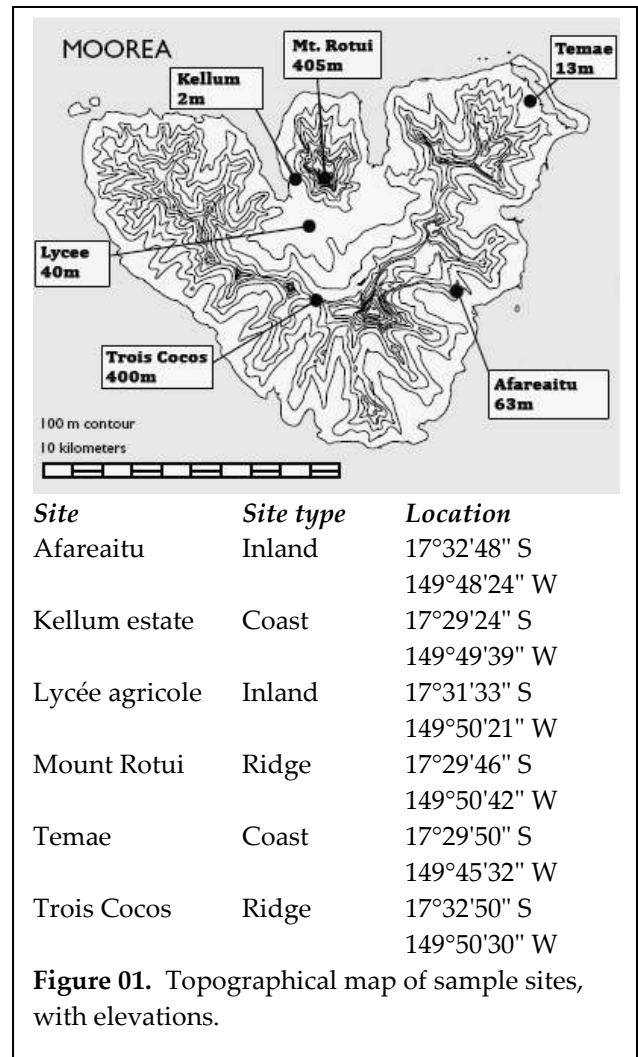 MOOREA
Mt. Rotui
405m
Temae
13m
Kellum
2m
Lycee
40m
Trois Cocos
400m
Afareaitu
63m
100 m contour
10 kilometers
Site Site type Location
Afareaitu Inland 17°32'48" S
149°48'24" W
Kellum estate Coast 17°29'24" S
149°49'39" W
Lycée agricole Inland 17°31'33" S
149°50'21" W
Mount Rotui Ridge 17°29'46" S
149°50'42" W
Temae Coast 17°29'50" S
149°45'32" W
Trois Cocos Ridge 17°32'50" S
149°50'30" W
Figure 01. Topographical map of sample sites,
with elevations.